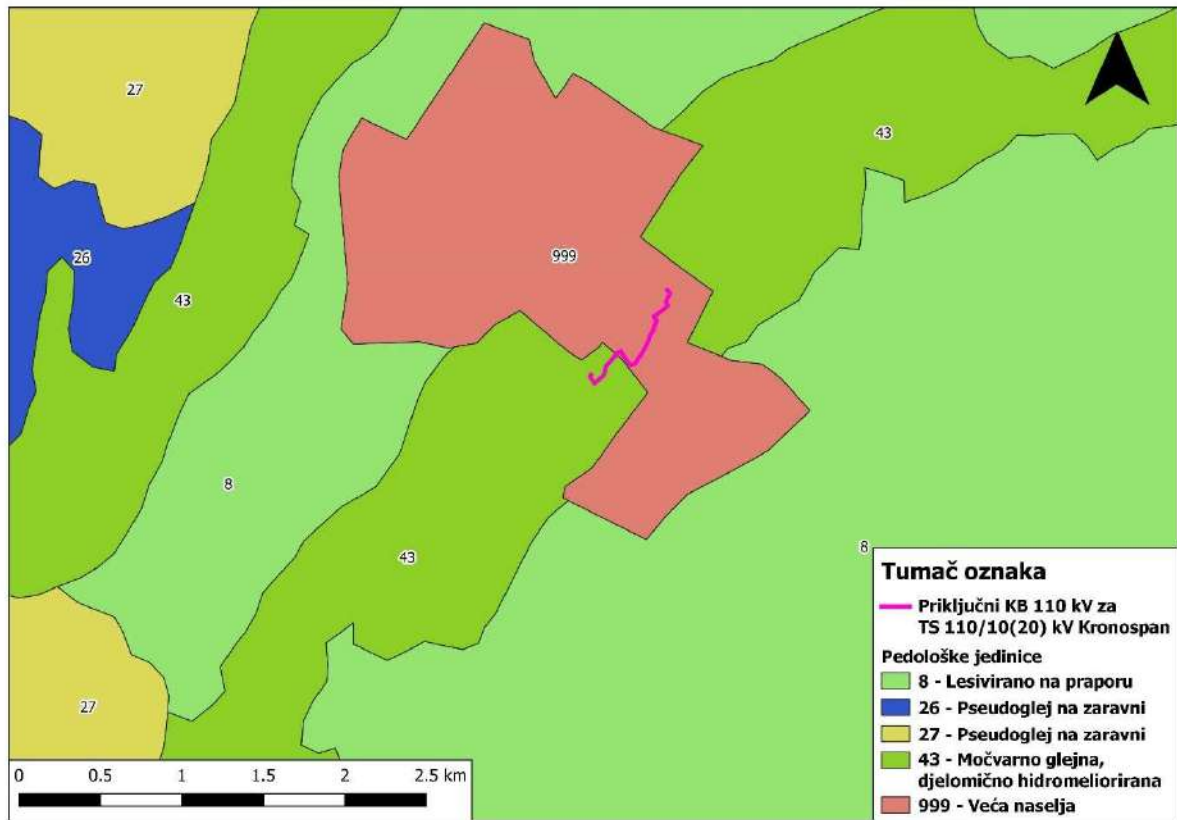 27
43
26
999
43
8
43
8
27
Tumač oznaka
Priključni KB 110 kV za
TS 110/10(20) kV Kronospan
Pedološke jedinice
8 - Lesivirano na praporu
26 - Pseudoglej na zaravni
27 - Pseudoglej na zaravni
43 - Močvarno glejna,
djelomično hidromeliorirana
999 - Veća naselja
0 0.5 1 1.5 2 2.5 km